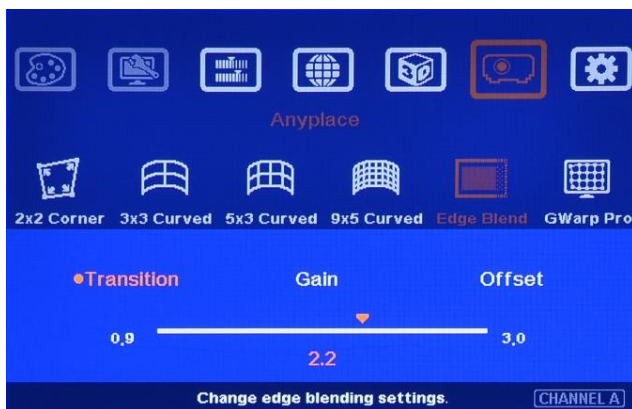 3D
Anyplace
2x2 Corner 3x3 Curved 5x3 Curved 9x5 Curved Edge Blend GWarp Pro
Transition Gain Offset
0.9 3.0
2.2
Change edge blending settings. CHANNEL A